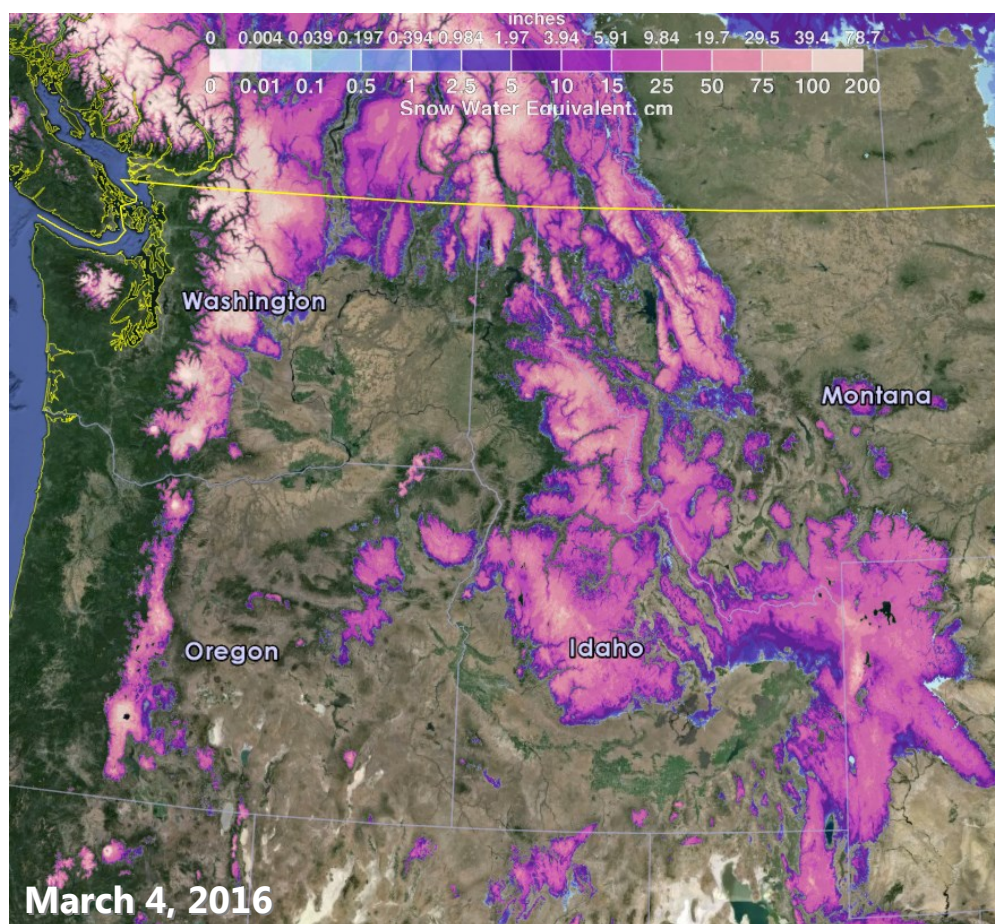 inches
0 0.004 0.039 0.197 0.394 0.984 1.97 3.94 5.91 9.84 19.7 29.5 39.4 78.7
0 0.01 0.1 0.5 1 2.5 5 10 15 25 50 75 100 200
Snow Water Equivalent. cm
Washington
Montana
Oregon
Idaho
March 4, 2016